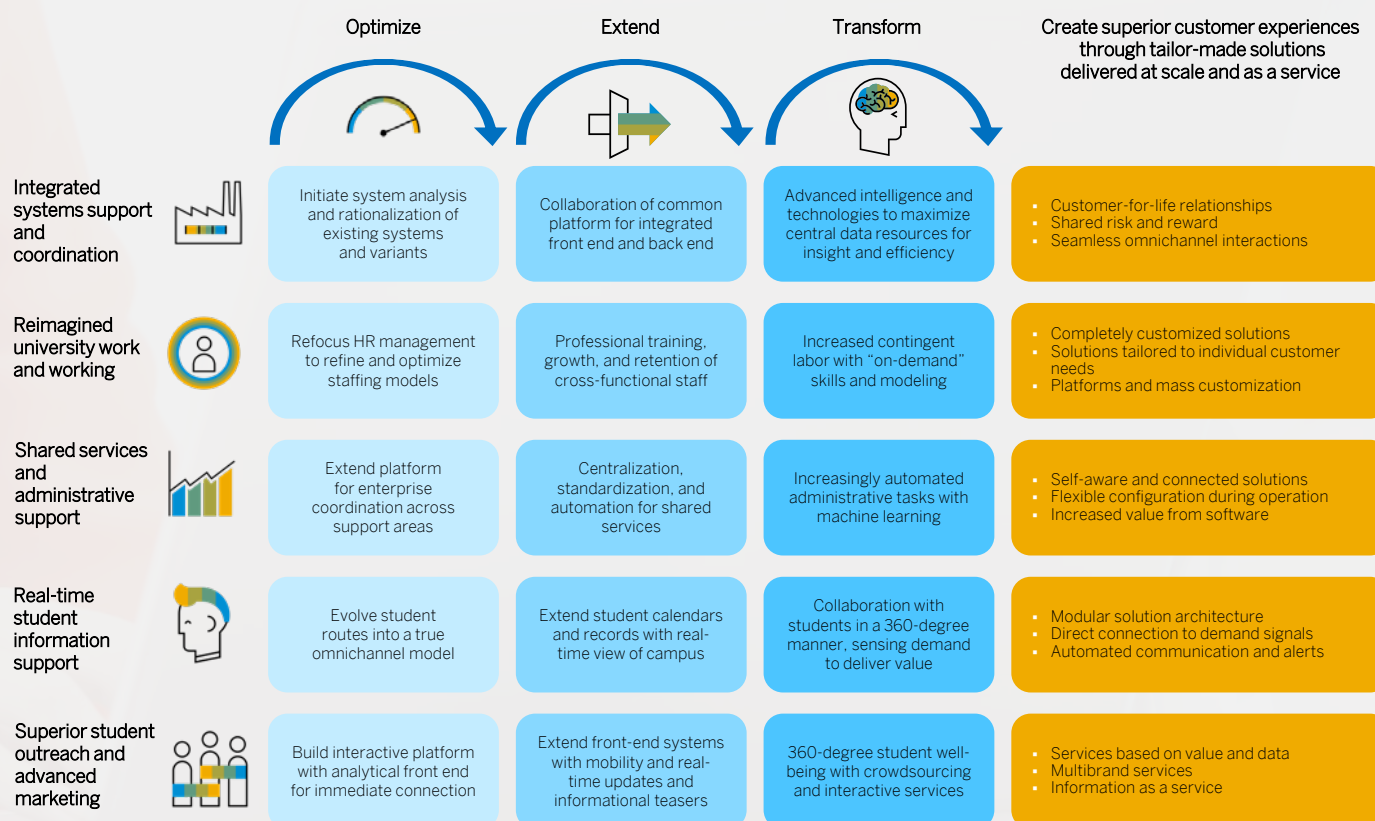 Optimize
Extend
Transform
Create superior customer experiences
through tailor-made solutions
delivered at scale and as a service
Integrated
systems support
and
coordination
Initiate system analysis
and rationalization of
existing systems
and variants
Collaboration of common
platform for integrated
front end and back end
Advanced intelligence and
technologies to maximize
central data resources for
insight and efficiency
▪ Customer-for-life relationships
▪ Shared risk and reward
▪ Seamless omnichannel interactions
Reimagined
university work
and working
Refocus HR management
to refine and optimize
staffing models
Professional training,
growth, and retention of
cross-functional staff
Increased contingent
labor with “on-demand”
skills and modeling
▪ Completely customized solutions
▪ Solutions tailored to individual customer
needs
▪ Platforms and mass customization
Shared services
and
administrative
support
Extend platform
for enterprise
coordination across
support areas
Centralization,
standardization, and
automation for shared
services
Increasingly automated
administrative tasks with
machine learning
▪ Self-aware and connected solutions
▪ Flexible configuration during operation
▪ Increased value from software
Real-time
student
information
support
Evolve student
routes into a true
omnichannel model
Extend student calendars
and records with real-
time view of campus
Collaboration with
students in a 360-degree
manner, sensing demand
to deliver value
▪ Modular solution architecture
▪ Direct connection to demand signals
▪ Automated communication and alerts
Superior student
outreach and
advanced
marketing
Build interactive platform
with analytical front end
for immediate connection
Extend front-end systems
with mobility and real-
time updates and
informational teasers
360-degree student well-
being with crowdsourcing
and interactive services
▪ Services based on value and data
▪ Multibrand services
▪ Information as a service